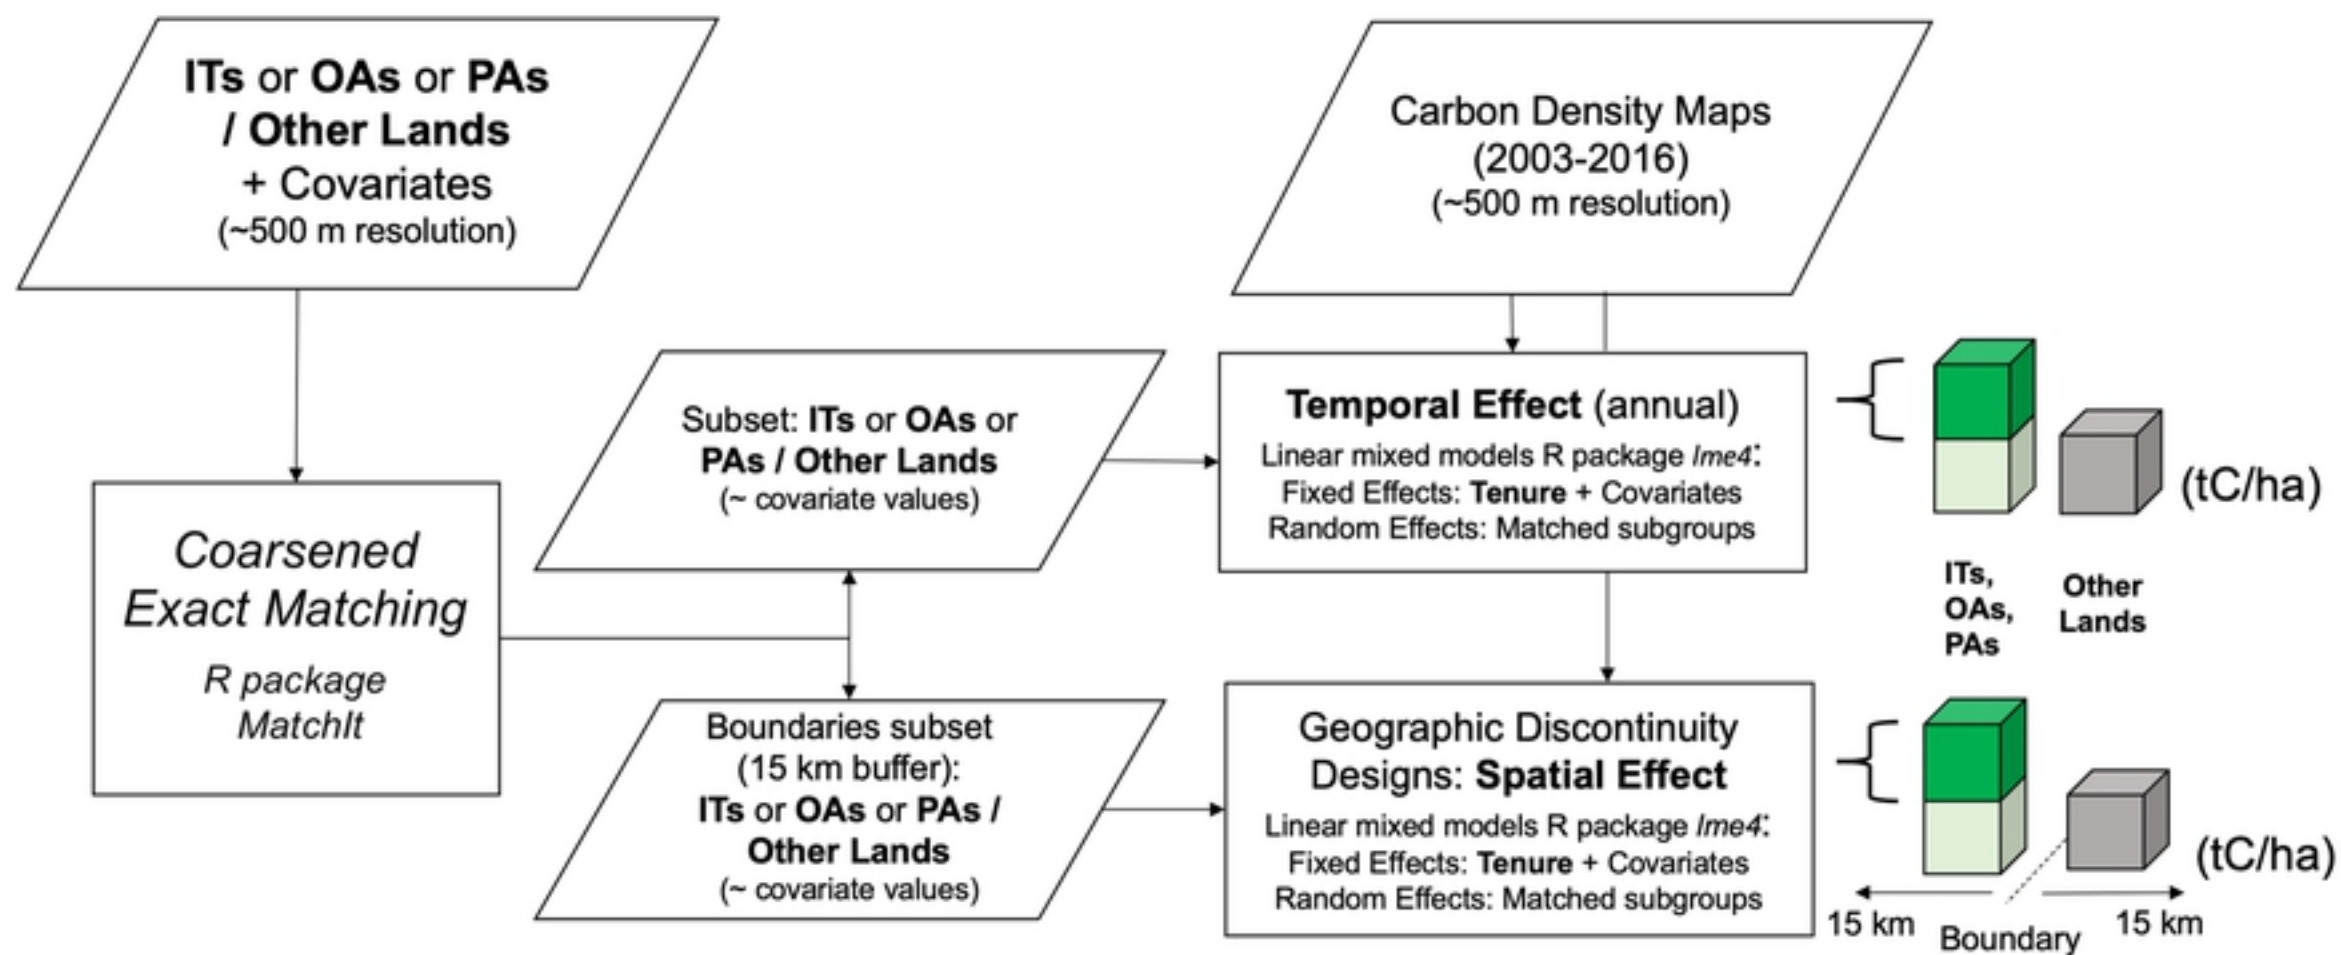 ITs or OAs or PAs
/ Other Lands
+ Covariates
(~500 m resolution)
Carbon Density Maps
(2003-2016)
(~500 m resolution)
Coarsened
Exact Matching
R package
MatchIt
Subset: ITs or OAs or
PAs / Other Lands
(~ covariate values)
Temporal Effect (annual)
Linear mixed models R package lme4:
Fixed Effects: Tenure + Covariates
Random Effects: Matched subgroups
(tC/ha)
ITs,
OAs,
PAs
Other
Lands
Boundaries subset
(15 km buffer):
ITs or OAs or PAs /
Other Lands
(~ covariate values)
Geographic Discontinuity
Designs: Spatial Effect
Linear mixed models R package lme4:
Fixed Effects: Tenure + Covariates
Random Effects: Matched subgroups
(tC/ha)
15 km
Boundary
15 km